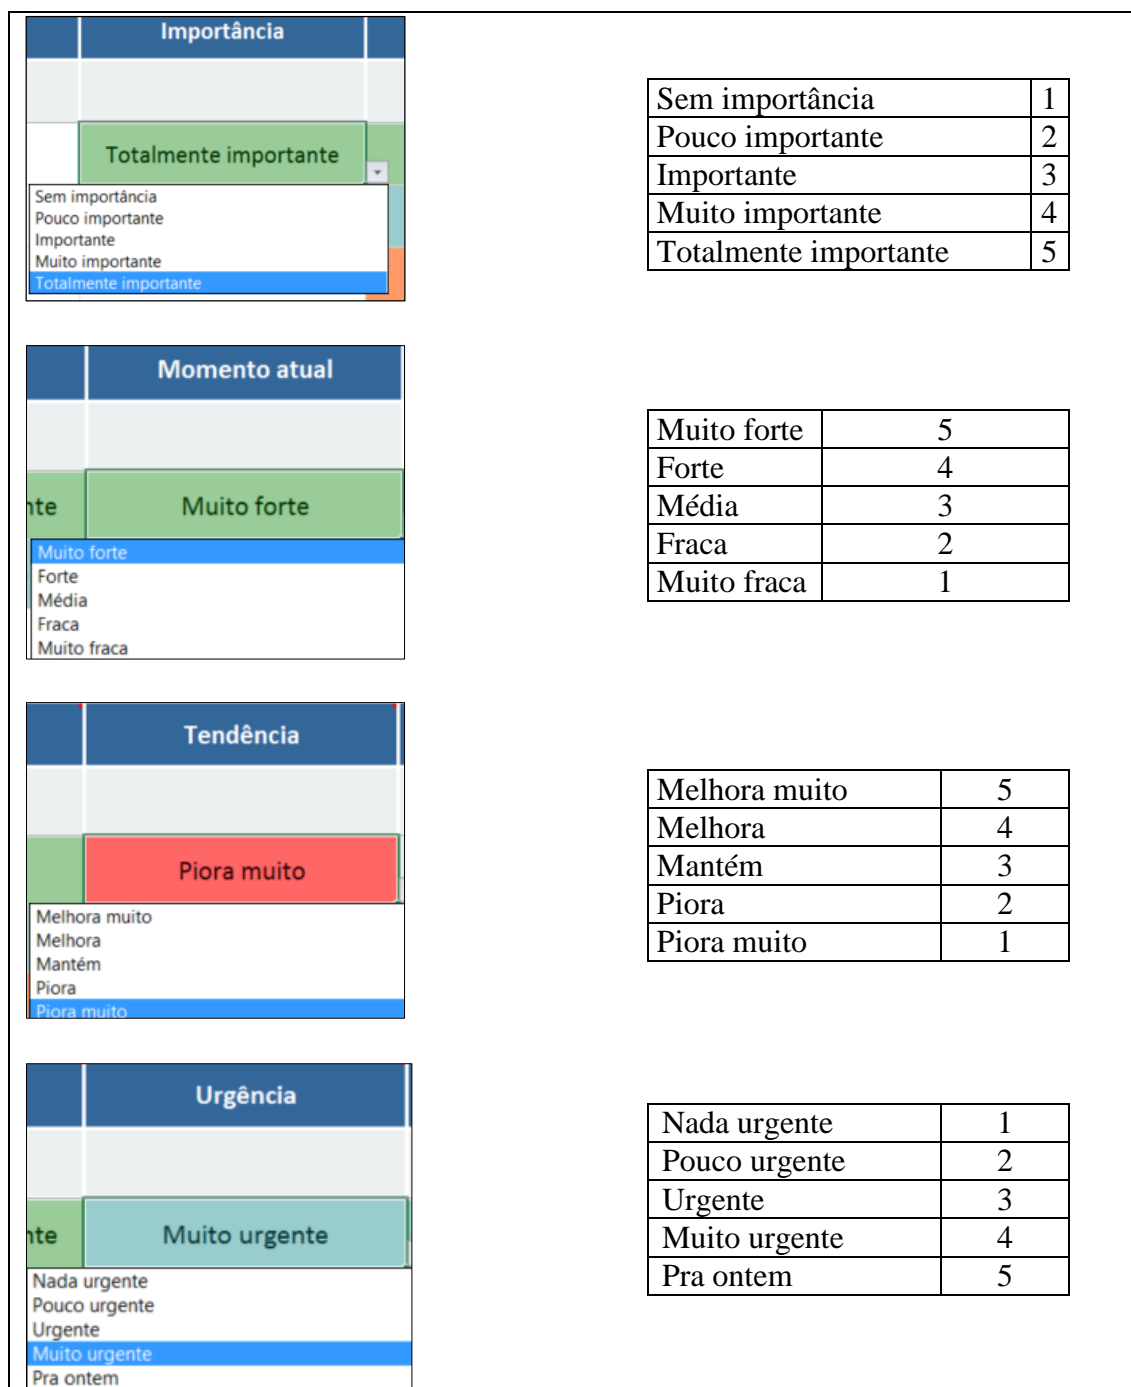 Importância
Totalmente importante
Sem importância
Pouco importante
Importante
Muito importante
Totalmente importante
Sem importância 1
Pouco importante 2
Importante 3
Muito importante 4
Totalmente importante 5
Momento atual
nte Muito forte
Muito forte
Forte
Média
Fraca
Muito fraca
Muito forte 5
Forte 4
Média 3
Fraca 2
Muito fraca 1
Tendência
Piora muito
Melhora muito
Melhora
Mantém
Piora
Piora muito
Melhora muito 5
Melhora 4
Mantém 3
Piora 2
Piora muito 1
Urgência
nte Muito urgente
Nada urgente
Pouco urgente
Urgente
Muito urgente
Pra ontem
Nada urgente 1
Pouco urgente 2
Urgente 3
Muito urgente 4
Pra ontem 5